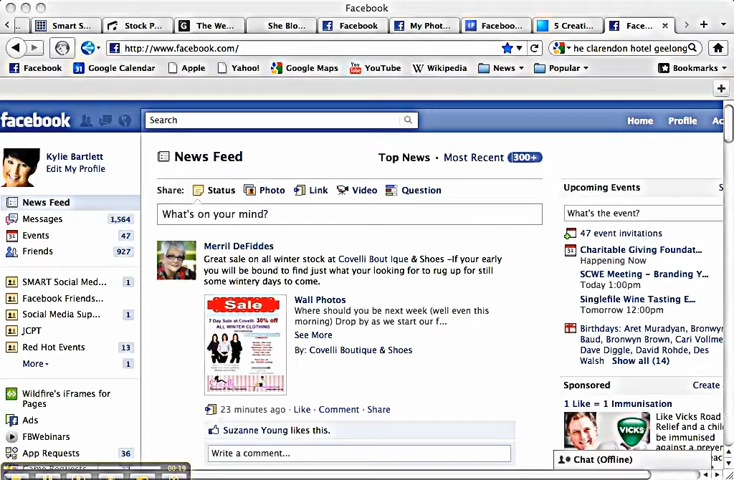 Facebook
Smart S...
Stock P...
The We...
She Blo...
Facebook
My Phot...
Faceboo...
5 Creati...
Face...
http://www.facebook.com/
he clarendon hotel geelong
Facebook
Google Calendar
Apple
Yahoo!
Google Maps
YouTube
Wikipedia
News
Popular
Bookmarks
facebook
Search
Home
Profile
Ac
Kylie Bartlett
Edit My Profile
News Feed
Messages 1,564
Events 47
Friends 927
SMART Social Med... 1
Facebook Friends...
Social Media Sup... 1
JCPT
Red Hot Events 13
More
Wildfire's iFrames for
Pages
Ads
FBWebinars
App Requests 36
Game Requests
News Feed
Top News · Most Recent 300+
Share: Status Photo Link Video Question
What's on your mind?
Merril DeFiddes
Great sale on all winter stock at Covelli Bout ique & Shoes -If your early
you will be bound to find just what your looking for to rug up for still
some wintery days to come.
Sale
7 Day Sale at Covelli 30% off
ALL WINTER CLOTHING
Wall Photos
Where should you be next week (well even this
morning) Drop by as we start our f...
See More
By: Covelli Boutique & Shoes
23 minutes ago · Like · Comment · Share
Suzanne Young likes this.
Write a comment...
Upcoming Events
S
What's the event?
47 event invitations
Charitable Giving Foundat...
Happening Now
SCWE Meeting - Branding Y...
Today 1:00pm
Singlefile Wine Tasting E...
Tomorrow 12:00pm
Birthdays: Aret Muradyan, Bronwyn
Baud, Bronwyn Brown, Cari Vollme
Dave Diggle, David Rohde, Des
Walsh Show all (14)
Sponsored
Create
1 Like = 1 Immunisation
VICKS
Like Vicks Road
Relief and a child
be immunised
against a prevent
Chat (Offline)
00:19